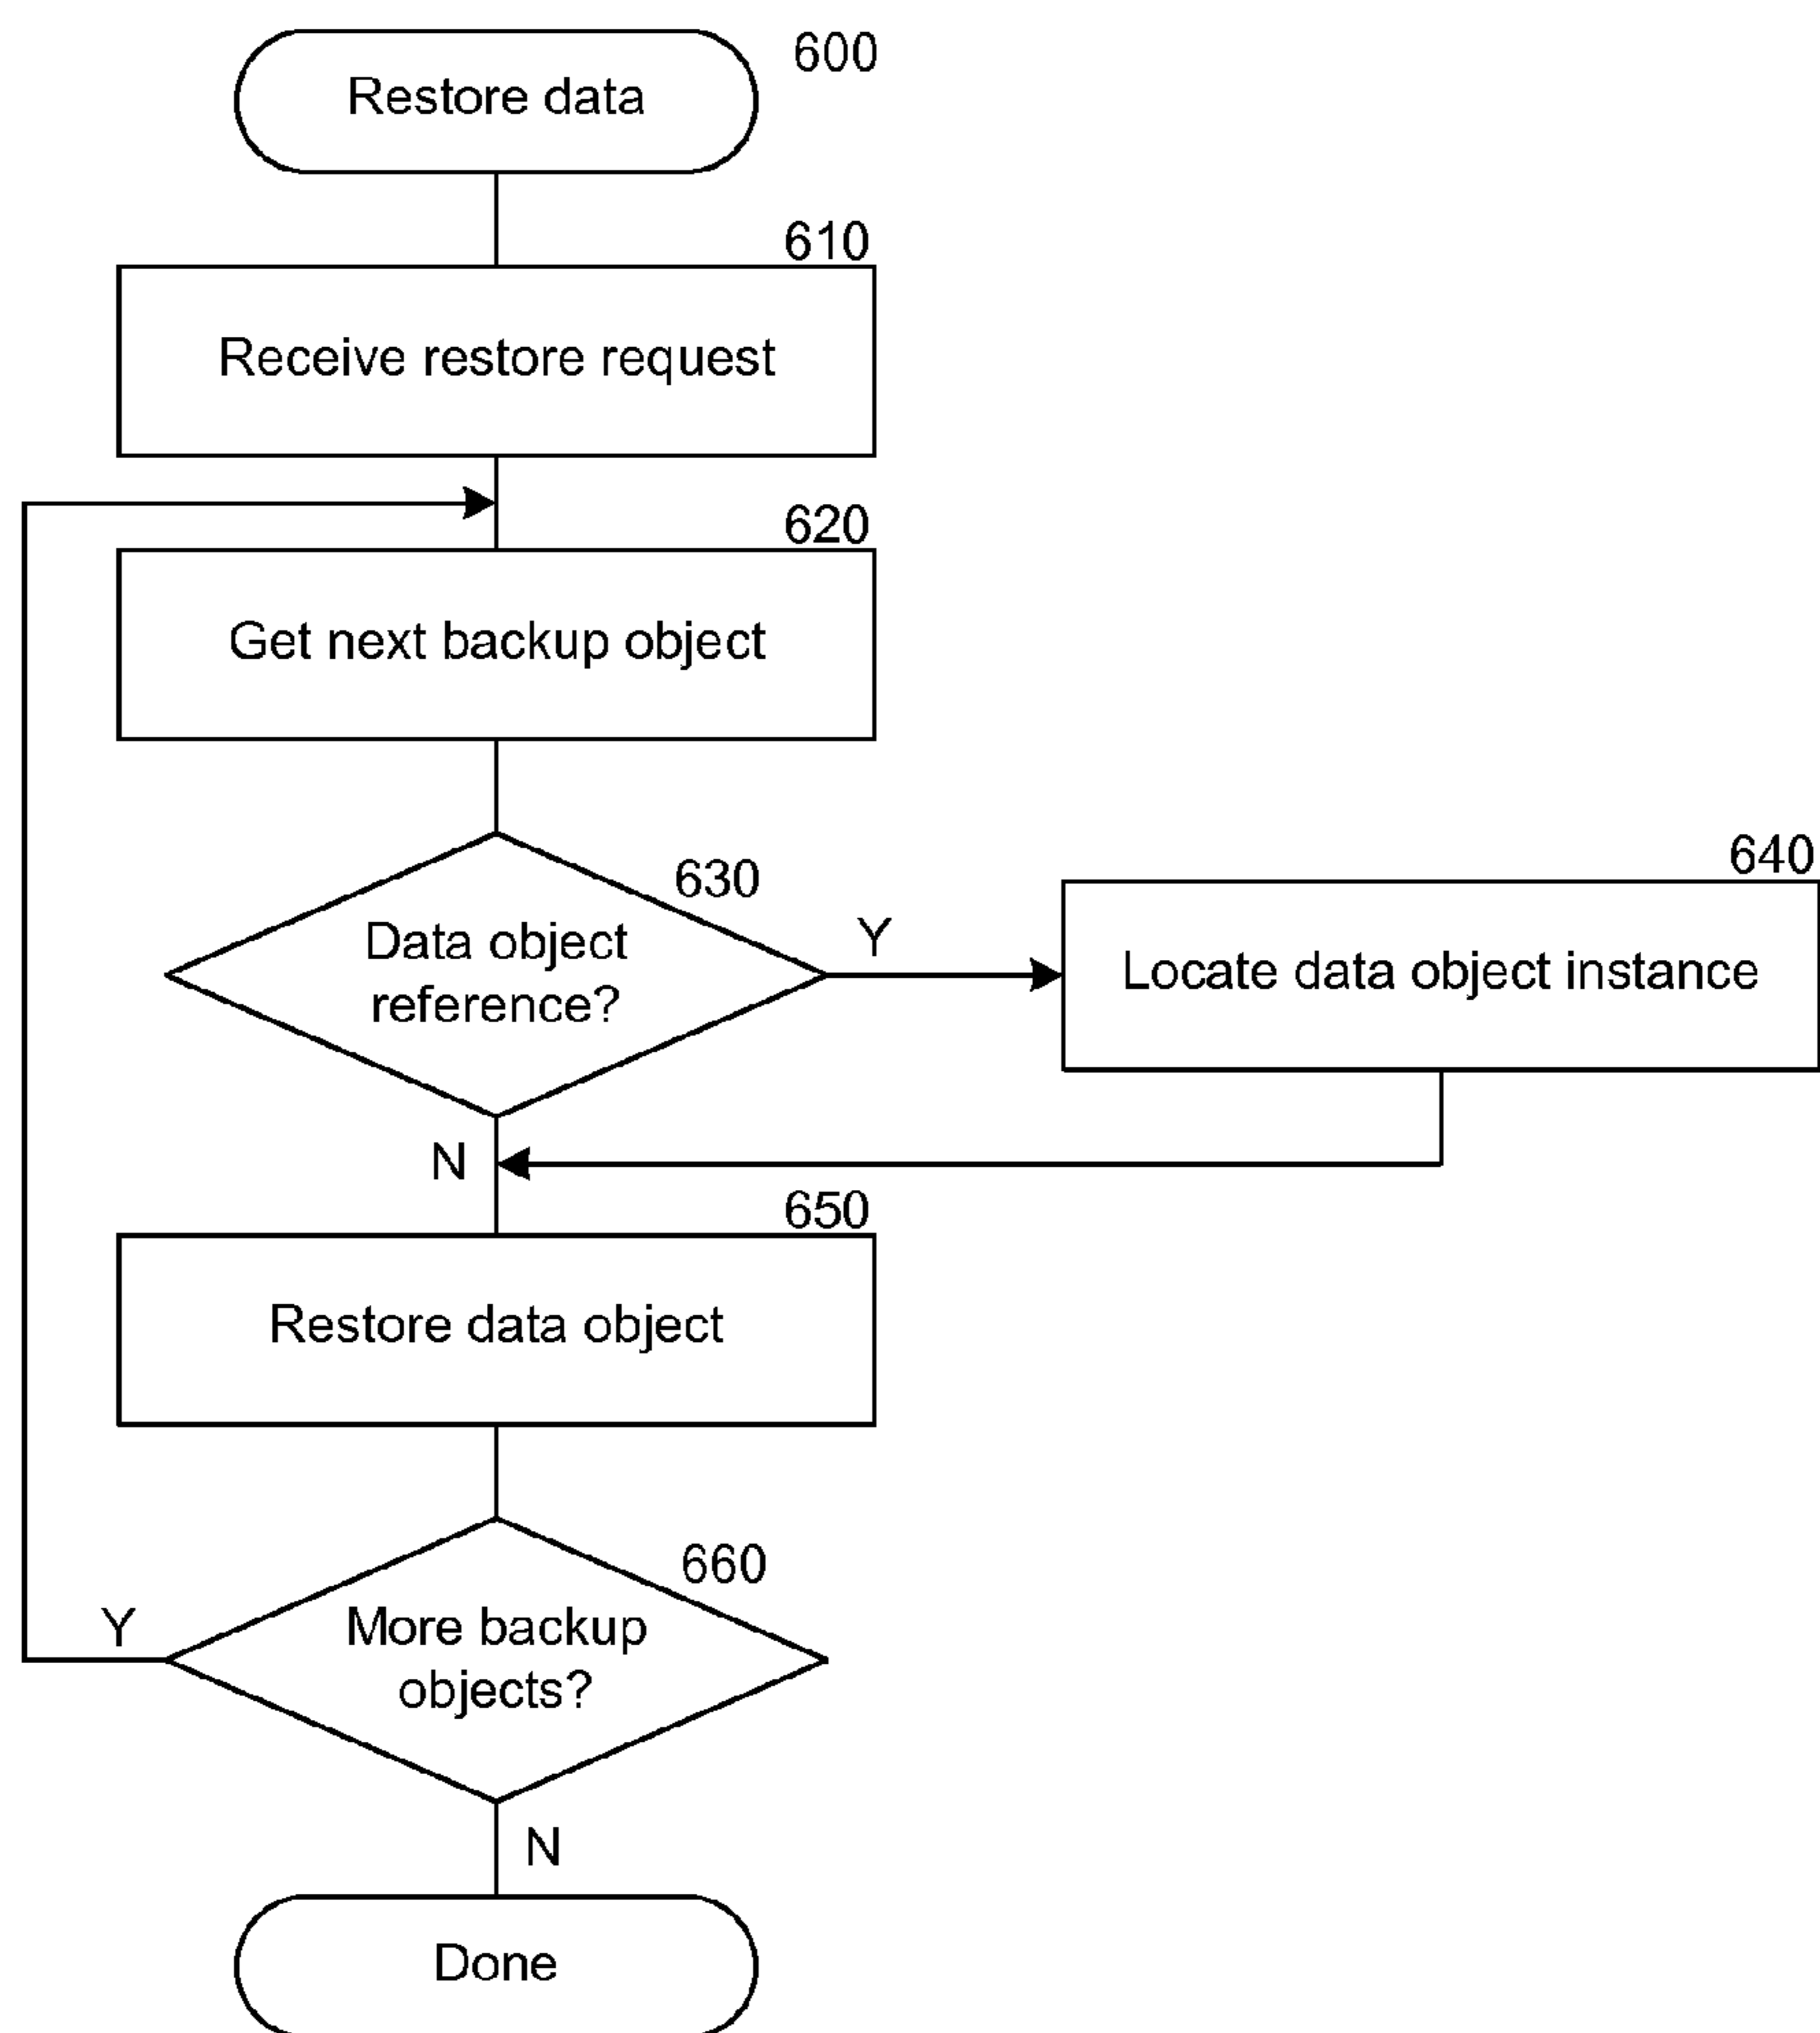 600
Restore data
610
Receive restore request
620
Get next backup object
630
Data object
reference?
Y
640
Locate data object instance
N
650
Restore data object
660
More backup
objects?
Y
N
Done